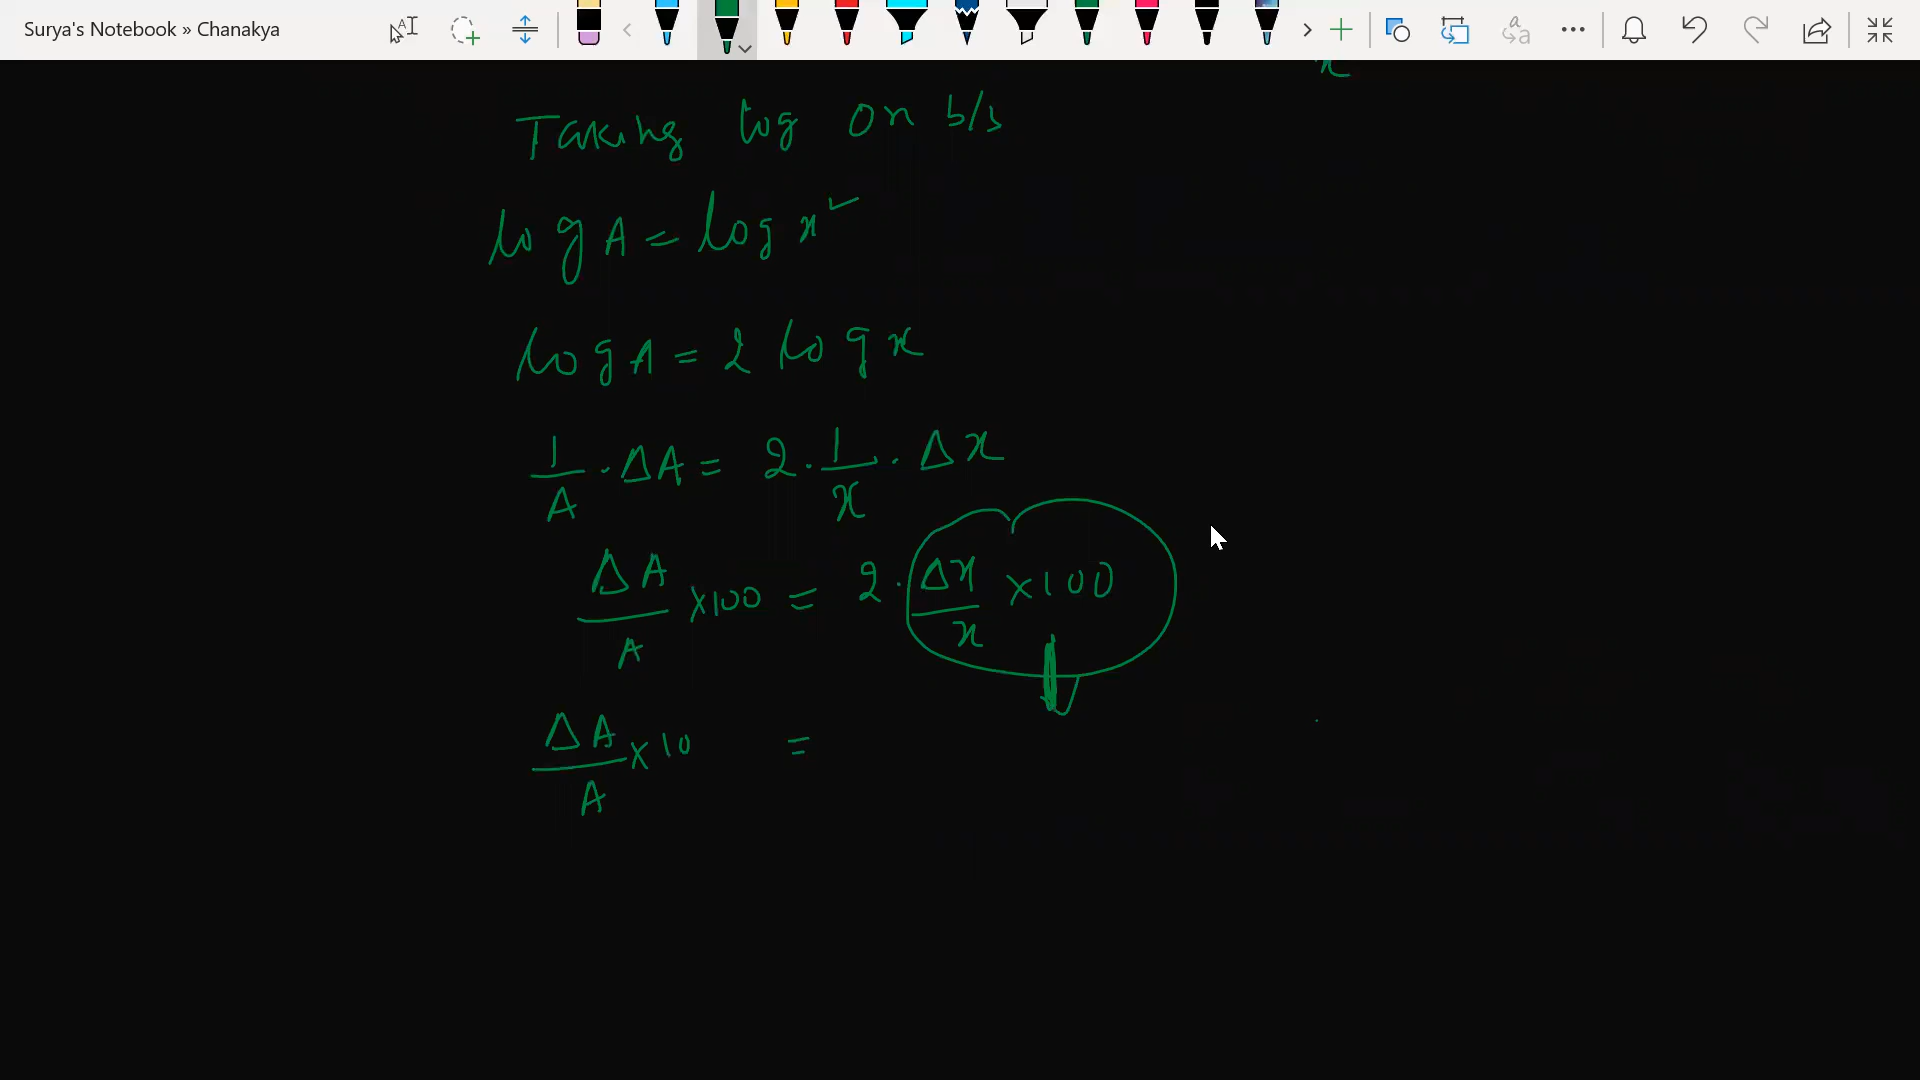 Surya's Notebook » Chanakya
x
Taking log on b/s
log A = log x²
log A = 2 log x
1/A · ΔA = 2 · 1/x · Δx
ΔA/A ×100 = 2 · Δx/x ×100
ΔA/A ×10 =